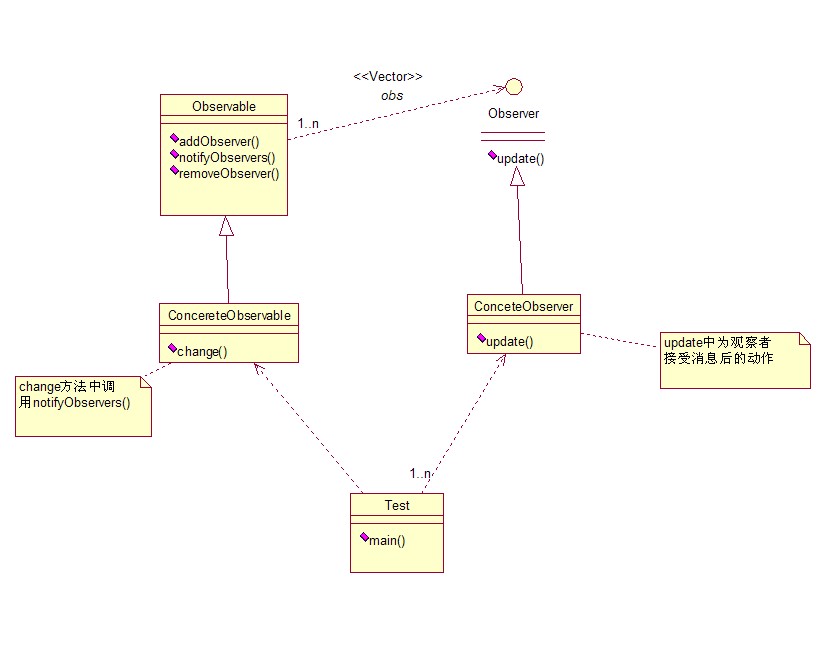 <<Vector>>
obs
1..n
Observable
addObserver()
notifyObservers()
removeObserver()
Observer
update()
ConcereteObservable
change()
ConceteObserver
update()
update中为观察者
接受消息后的动作
change方法中调
用notifyObservers()
1..n
Test
main()